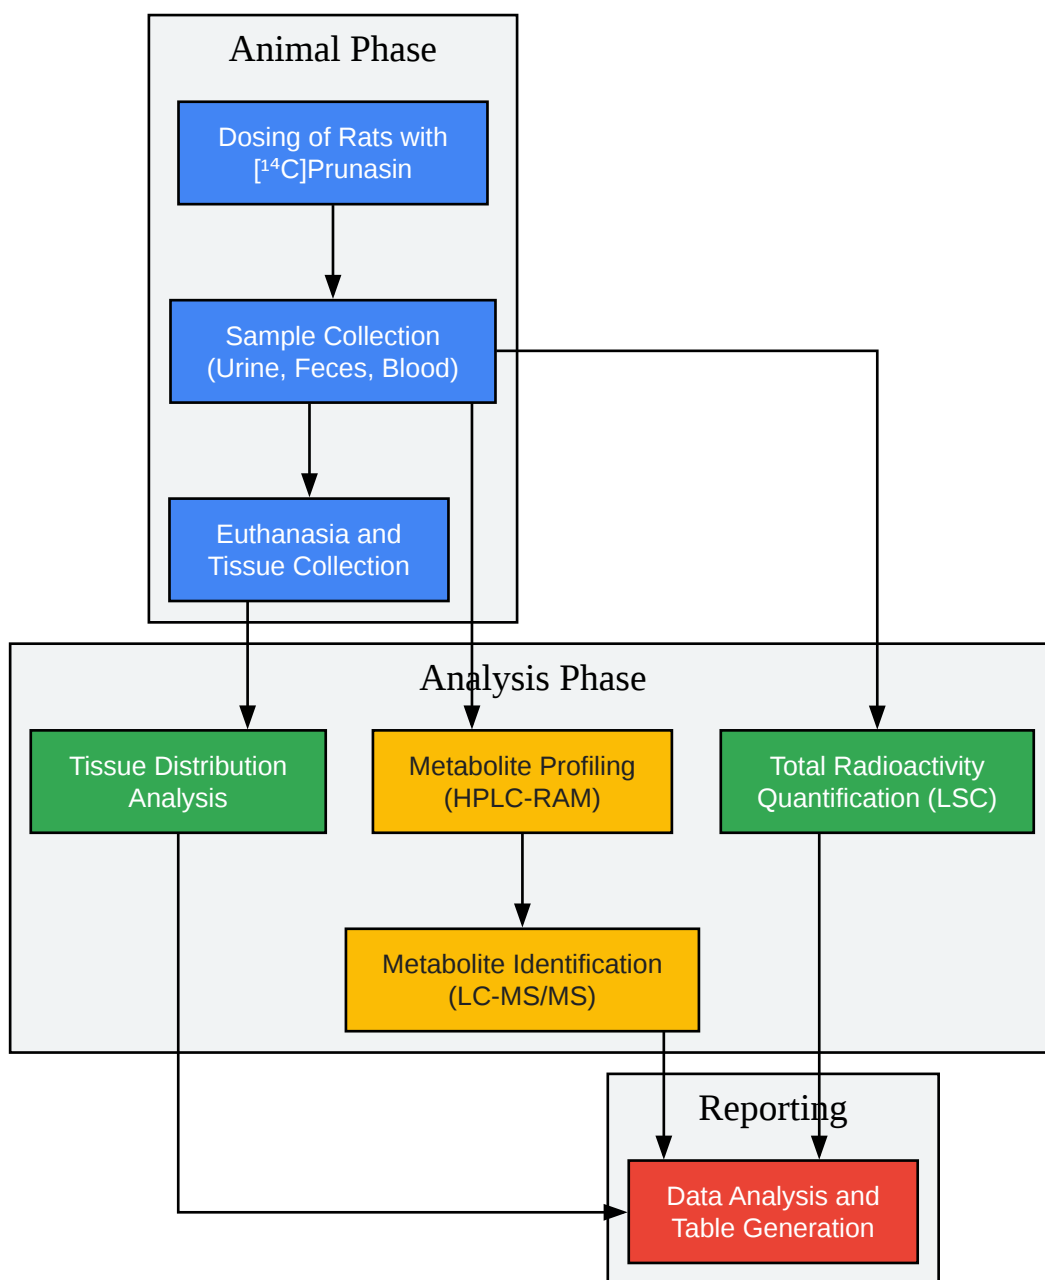 Animal Phase
Dosing of Rats with
[¹⁴C]Prunasin
Sample Collection
(Urine, Feces, Blood)
Euthanasia and
Tissue Collection
Analysis Phase
Tissue Distribution
Analysis
Metabolite Profiling
(HPLC-RAM)
Total Radioactivity
Quantification (LSC)
Metabolite Identification
(LC-MS/MS)
Reporting
Data Analysis and
Table Generation